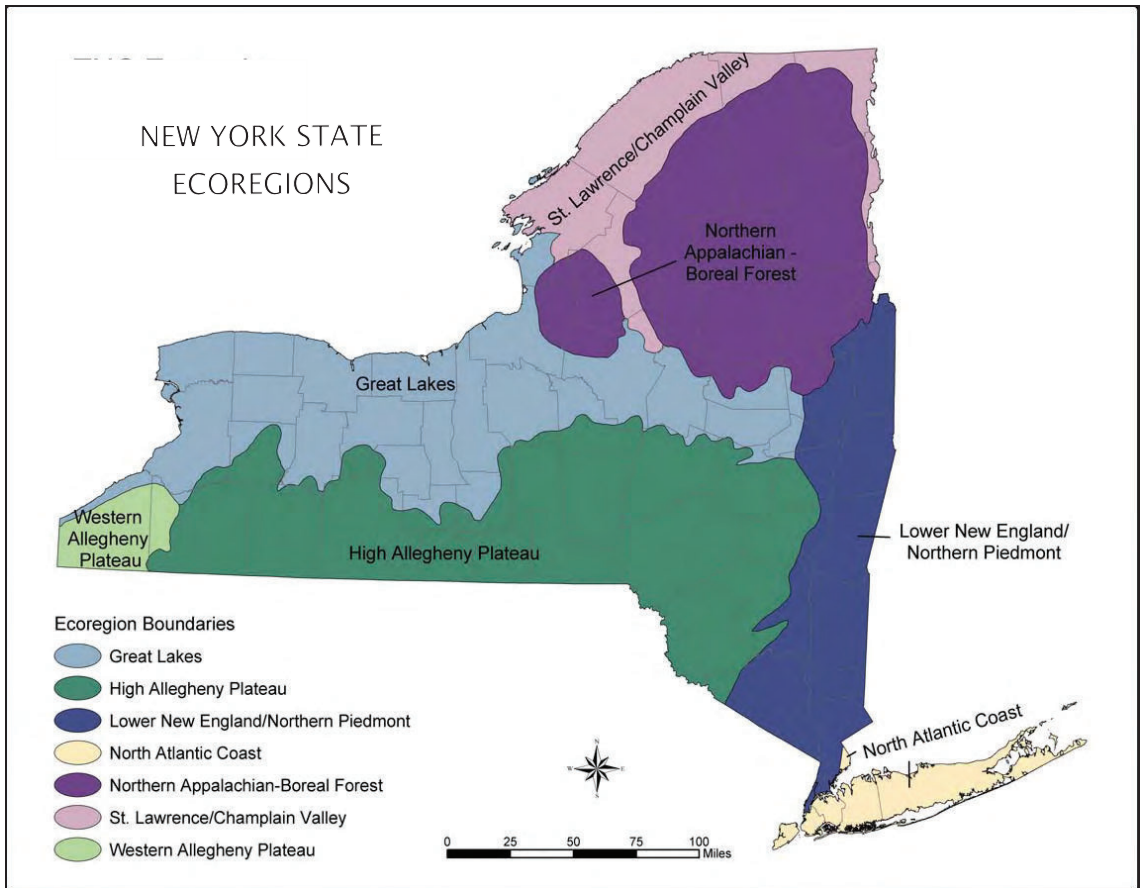 NEW YORK STATE
ECOREGIONS
St. Lawrence/Champlain Valley
Northern
Appalachian -
Boreal Forest
Great Lakes
Western
Allegheny
Plateau
High Allegheny Plateau
Lower New England/
Northern Piedmont
North Atlantic Coast
Ecoregion Boundaries
Great Lakes
High Allegheny Plateau
Lower New England/Northern Piedmont
North Atlantic Coast
Northern Appalachian-Boreal Forest
St. Lawrence/Champlain Valley
Western Allegheny Plateau
N
W
E
S
0 25 50 75 100
Miles